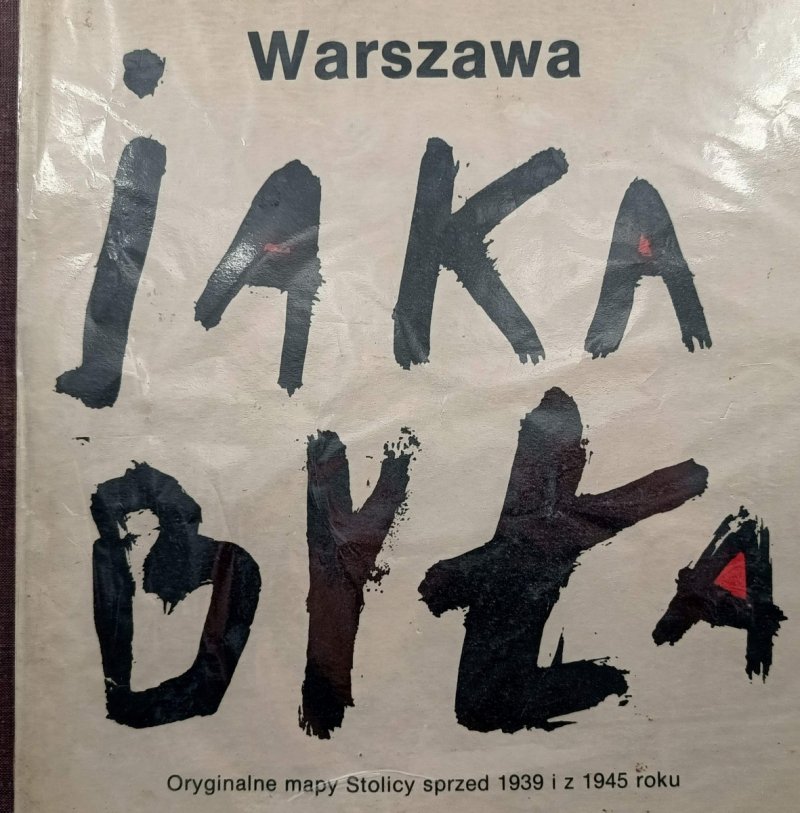 Warszawa
jAKA
BYŁA
Oryginalne mapy Stolicy sprzed 1939 i z 1945 roku